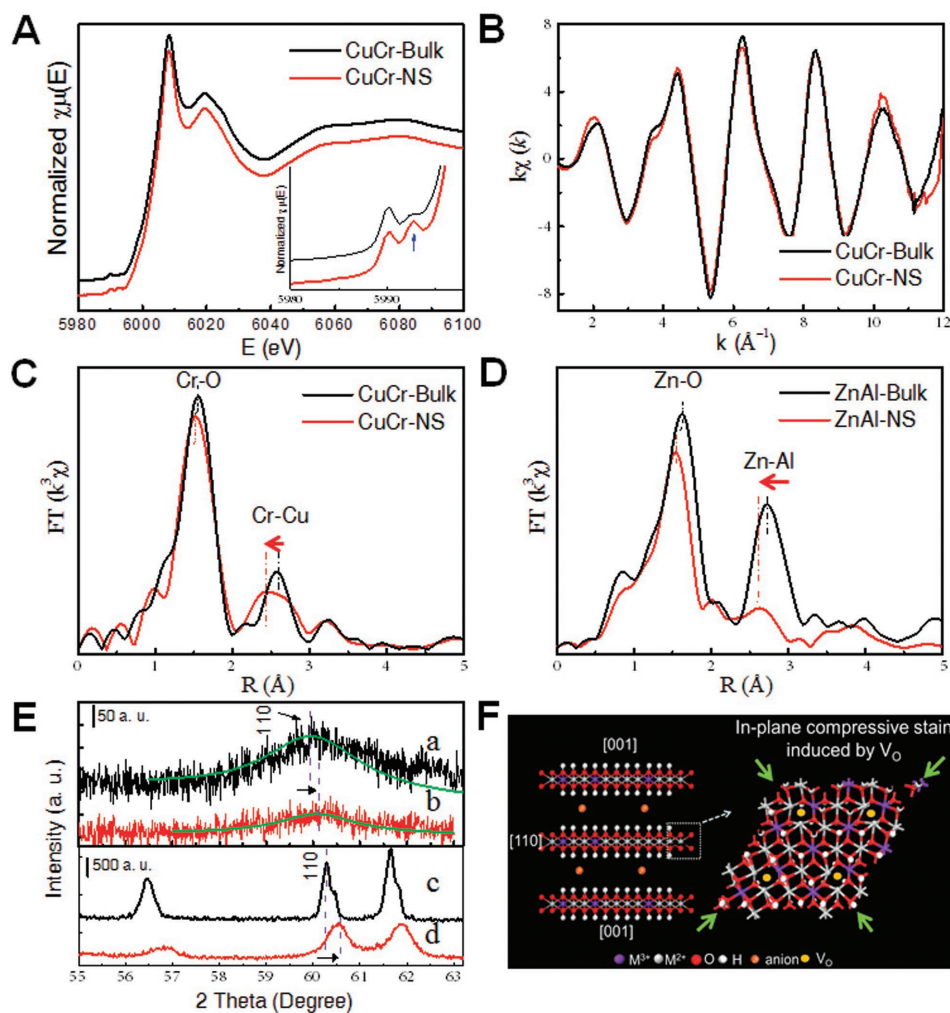 A
CuCr-Bulk
CuCr-NS
Normalized χμ(E)
Normalized χμ(E)
5980
5990
5980
6000
6020
6040
6060
6080
6100
E (eV)
B
8
4
0
-4
-8
kχ (k)
CuCr-Bulk
CuCr-NS
2
4
6
8
10
12
k (Å⁻¹)
C
Cr-O
CuCr-Bulk
CuCr-NS
Cr-Cu
FT (k³χ)
0
1
2
3
4
5
R (Å)
D
Zn-O
ZnAl-Bulk
ZnAl-NS
Zn-Al
FT (k³χ)
0
1
2
3
4
5
R (Å)
E
50 a. u.
110
a
b
500 a. u.
110
c
d
Intensity (a. u.)
55
56
57
58
59
60
61
62
63
2 Theta (Degree)
F
In-plane compressive stain
induced by VO
[001]
[110]
[001]
M³⁺ M²⁺ O H anion VO